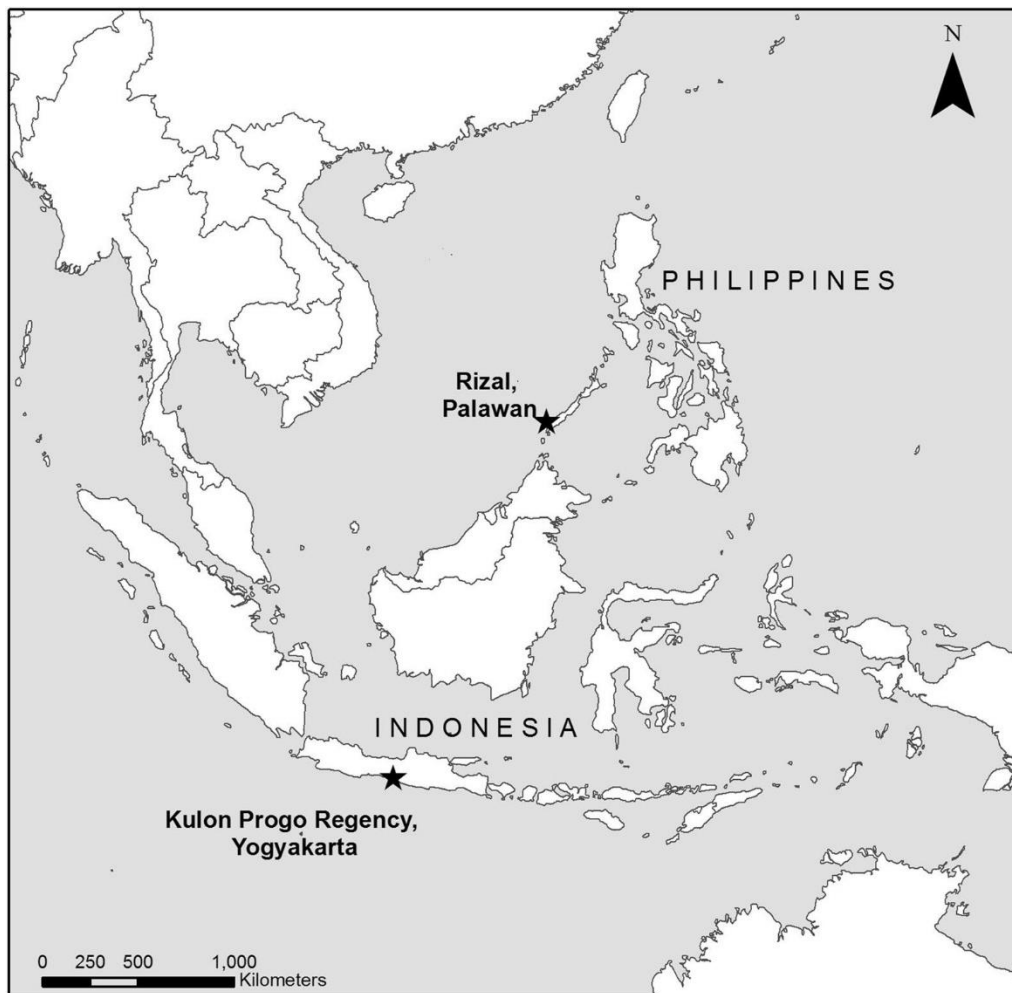 N
PHILIPPINES
Rizal,
Palawan
INDONESIA
Kulon Progo Regency,
Yogyakarta
0 250 500 1,000
Kilometers